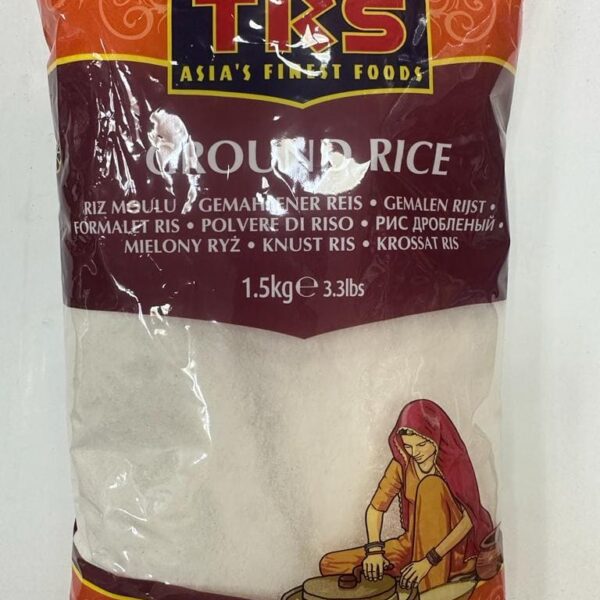 TRS
ASIA'S FINEST FOODS
GROUND RICE
RIZ MOULU • GEMAHLENER REIS • GEMALEN RIJST •
FORMALET RIS • POLVERE DI RISO • РИС ДРОБЛЕНЫЙ •
MIELONY RYŻ • KNUST RIS • KROSSAT RIS
1.5kg℮ 3.3lbs